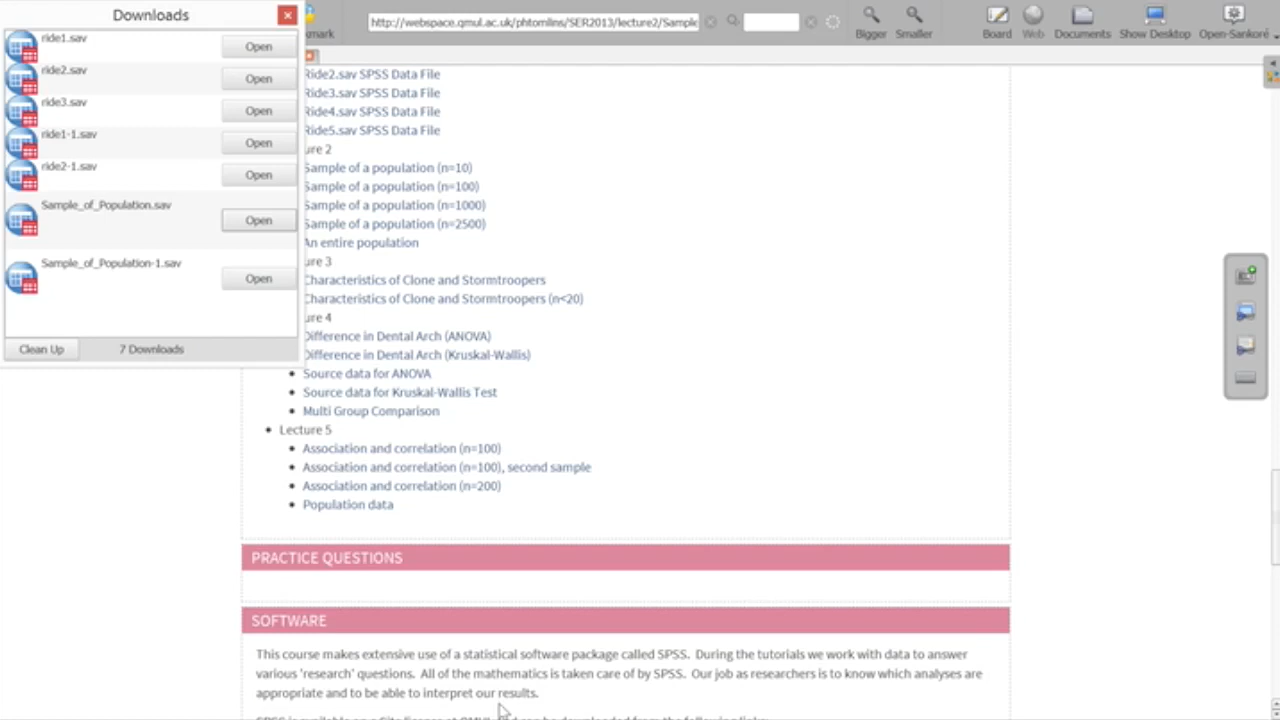 Downloads
ride1.sav
Open
ride2.sav
Open
ride3.sav
Open
ride1-1.sav
Open
ride2-1.sav
Open
Sample_of_Population.sav
Open
Sample_of_Population-1.sav
Open
Clean Up
7 Downloads
mark
http://webspace.qmul.ac.uk/phtomlins/SER2013/lecture2/Sample
Bigger
Smaller
Board
Web
Documents
Show Desktop
Open-Sankoré
Ride2.sav SPSS Data File
Ride3.sav SPSS Data File
Ride4.sav SPSS Data File
Ride5.sav SPSS Data File
ure 2
Sample of a population (n=10)
Sample of a population (n=100)
Sample of a population (n=1000)
Sample of a population (n=2500)
An entire population
ure 3
Characteristics of Clone and Stormtroopers
Characteristics of Clone and Stormtroopers (n<20)
ure 4
Difference in Dental Arch (ANOVA)
Difference in Dental Arch (Kruskal-Wallis)
Source data for ANOVA
Source data for Kruskal-Wallis Test
Multi Group Comparison
Lecture 5
Association and correlation (n=100)
Association and correlation (n=100), second sample
Association and correlation (n=200)
Population data
PRACTICE QUESTIONS
SOFTWARE
This course makes extensive use of a statistical software package called SPSS. During the tutorials we work with data to answer
various 'research' questions. All of the mathematics is taken care of by SPSS. Our job as researchers is to know which analyses are
appropriate and to be able to interpret our results.